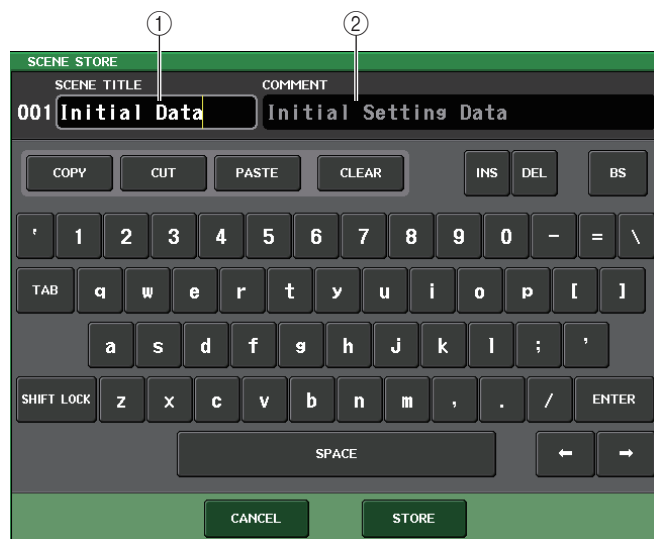 ① ②
SCENE STORE
SCENE TITLE COMMENT
001 Initial Data Initial Setting Data
COPY CUT PASTE CLEAR INS DEL BS
' 1 2 3 4 5 6 7 8 9 0 - = \
TAB q w e r t y u i o p [ ]
a s d f g h j k l ; '
SHIFT LOCK z x c v b n m , . / ENTER
SPACE ← →
CANCEL STORE